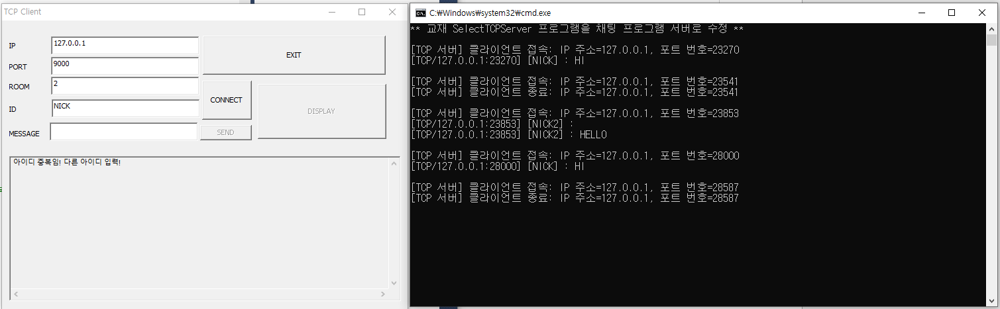 TCP Client
IP
127.0.0.1
EXIT
PORT
9000
ROOM
2
CONNECT
DISPLAY
ID
NICK
MESSAGE
SEND
아이디 중복임! 다른 아이디 입력!
C:₩Windows₩system32₩cmd.exe
** 교재 SelectTCPServer 프로그램을 채팅 프로그램 서버로 수정 **
[TCP 서버] 클라이언트 접속: IP 주소=127.0.0.1, 포트 번호=23270
[TCP/127.0.0.1:23270] [NICK] : HI
[TCP 서버] 클라이언트 접속: IP 주소=127.0.0.1, 포트 번호=23541
[TCP 서버] 클라이언트 종료: IP 주소=127.0.0.1, 포트 번호=23541
[TCP 서버] 클라이언트 접속: IP 주소=127.0.0.1, 포트 번호=23853
[TCP/127.0.0.1:23853] [NICK2] :
[TCP/127.0.0.1:23853] [NICK2] : HELLO
[TCP 서버] 클라이언트 접속: IP 주소=127.0.0.1, 포트 번호=28000
[TCP/127.0.0.1:28000] [NICK] : HI
[TCP 서버] 클라이언트 접속: IP 주소=127.0.0.1, 포트 번호=28587
[TCP 서버] 클라이언트 종료: IP 주소=127.0.0.1, 포트 번호=28587